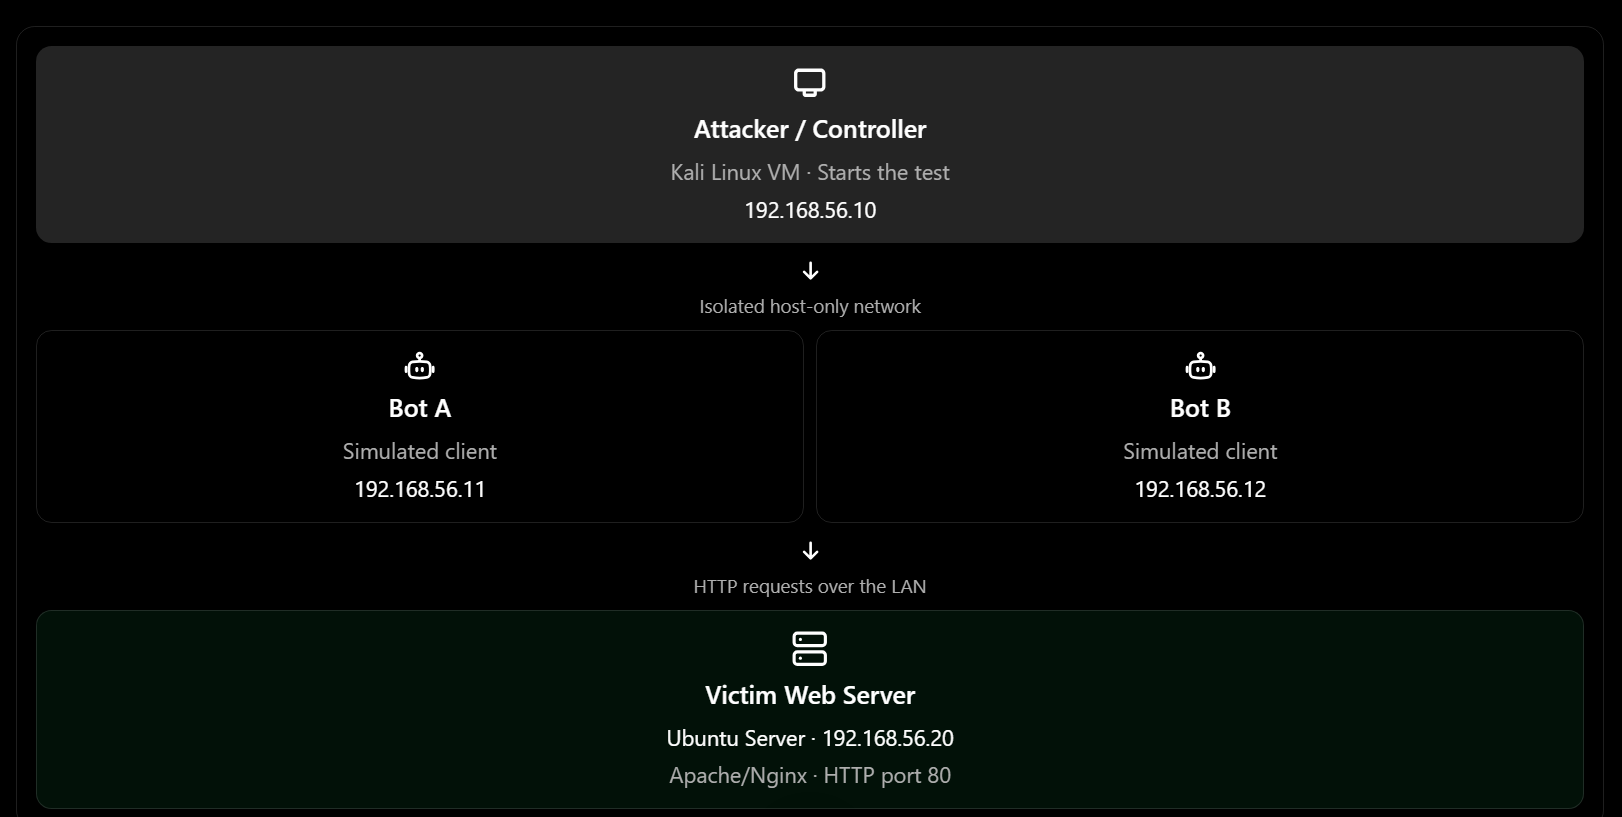 Attacker / Controller
Kali Linux VM · Starts the test
192.168.56.10
Isolated host-only network
Bot A
Simulated client
192.168.56.11
Bot B
Simulated client
192.168.56.12
HTTP requests over the LAN
Victim Web Server
Ubuntu Server · 192.168.56.20
Apache/Nginx · HTTP port 80